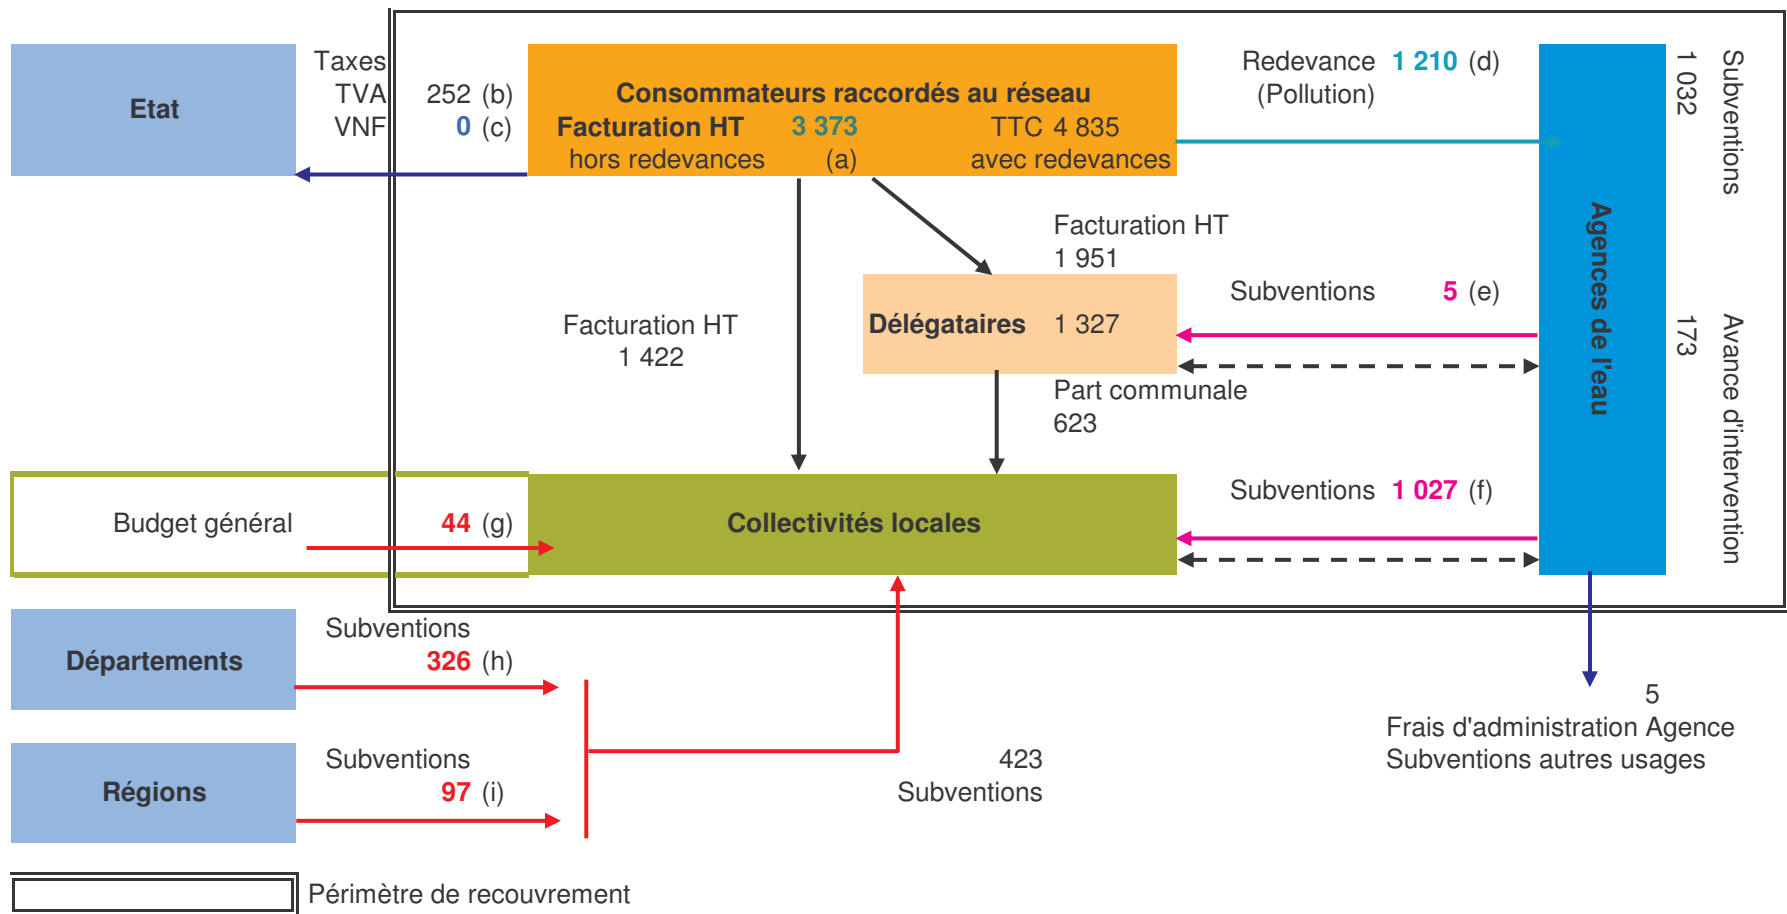 Etat
Taxes
TVA 252 (b)
VNF 0 (c)
Consommateurs raccordés au réseau
Facturation HT 3 373 TTC 4 835
hors redevances (a) avec redevances
Redevance 1 210 (d)
(Pollution)
Subventions
1 032
Agences de l'eau
Avance d'intervention
173
Facturation HT
1 951
Facturation HT
1 422
Délégataires 1 327
Subventions 5 (e)
Part communale
623
Budget général 44 (g)
Collectivités locales
Subventions 1 027 (f)
Départements
Subventions
326 (h)
Régions
Subventions
97 (i)
423
Subventions
5
Frais d'administration Agence
Subventions autres usages
Périmètre de recouvrement